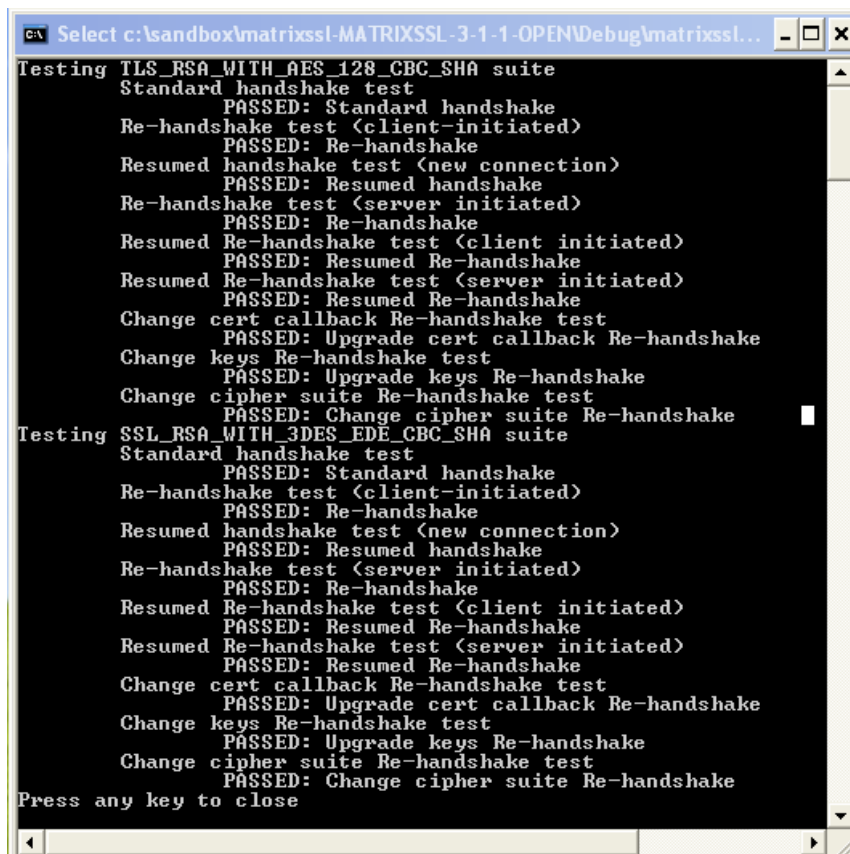 Select c:\sandbox\matrixssl-MATRIXSSL-3-1-1-OPEN\Debug\matrixssl...
Testing TLS_RSA_WITH_AES_128_CBC_SHA suite
Standard handshake test
PASSED: Standard handshake
Re-handshake test (client-initiated)
PASSED: Re-handshake
Resumed handshake test (new connection)
PASSED: Resumed handshake
Re-handshake test (server initiated)
PASSED: Re-handshake
Resumed Re-handshake test (client initiated)
PASSED: Resumed Re-handshake
Resumed Re-handshake test (server initiated)
PASSED: Resumed Re-handshake
Change cert callback Re-handshake test
PASSED: Upgrade cert callback Re-handshake
Change keys Re-handshake test
PASSED: Upgrade keys Re-handshake
Change cipher suite Re-handshake test
PASSED: Change cipher suite Re-handshake
Testing SSL_RSA_WITH_3DES_EDE_CBC_SHA suite
Standard handshake test
PASSED: Standard handshake
Re-handshake test (client-initiated)
PASSED: Re-handshake
Resumed handshake test (new connection)
PASSED: Resumed handshake
Re-handshake test (server initiated)
PASSED: Re-handshake
Resumed Re-handshake test (client initiated)
PASSED: Resumed Re-handshake
Resumed Re-handshake test (server initiated)
PASSED: Resumed Re-handshake
Change cert callback Re-handshake test
PASSED: Upgrade cert callback Re-handshake
Change keys Re-handshake test
PASSED: Upgrade keys Re-handshake
Change cipher suite Re-handshake test
PASSED: Change cipher suite Re-handshake
Press any key to close